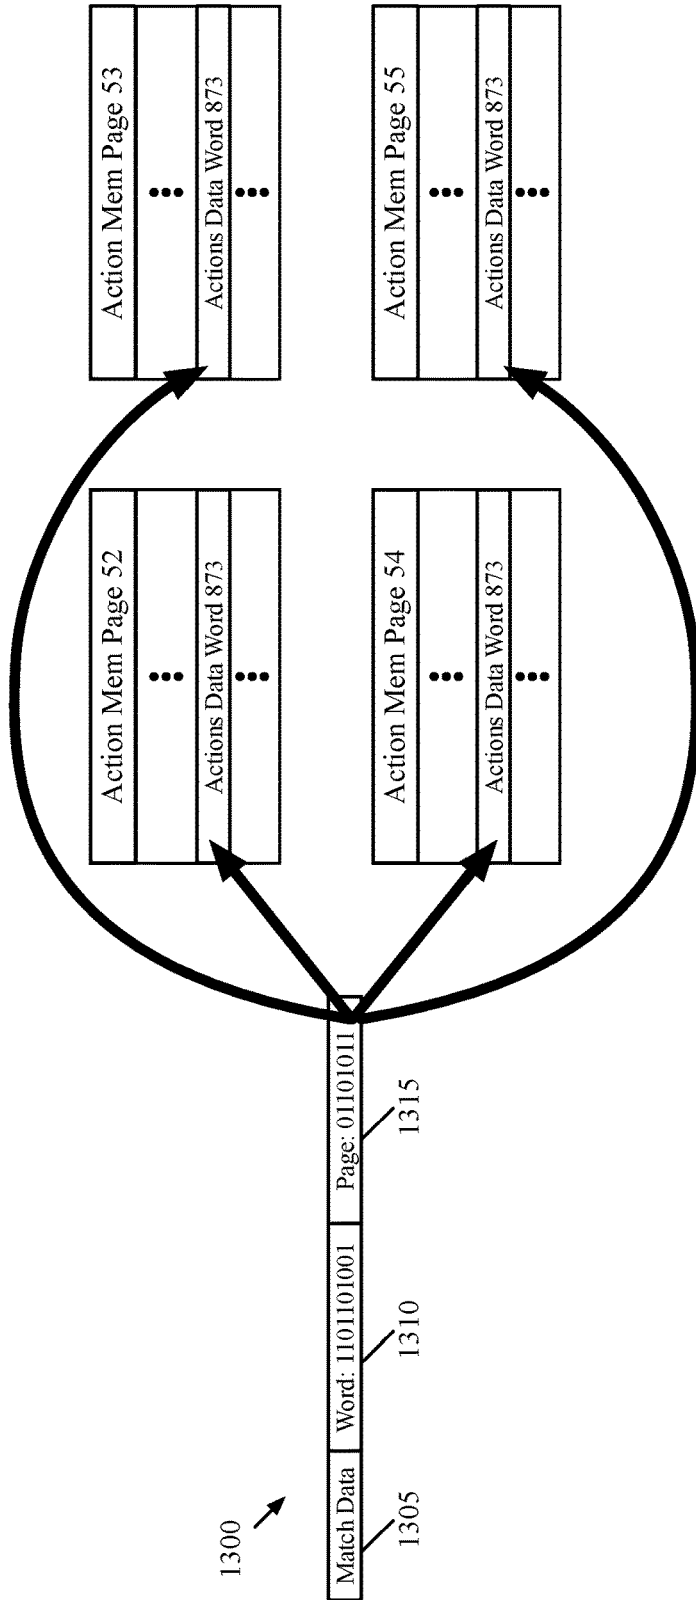 1300
Match Data
Word: 1101101001
Page: 01101011
1305
1310
1315
Action Mem Page 52
Actions Data Word 873
Action Mem Page 53
Actions Data Word 873
Action Mem Page 54
Actions Data Word 873
Action Mem Page 55
Actions Data Word 873